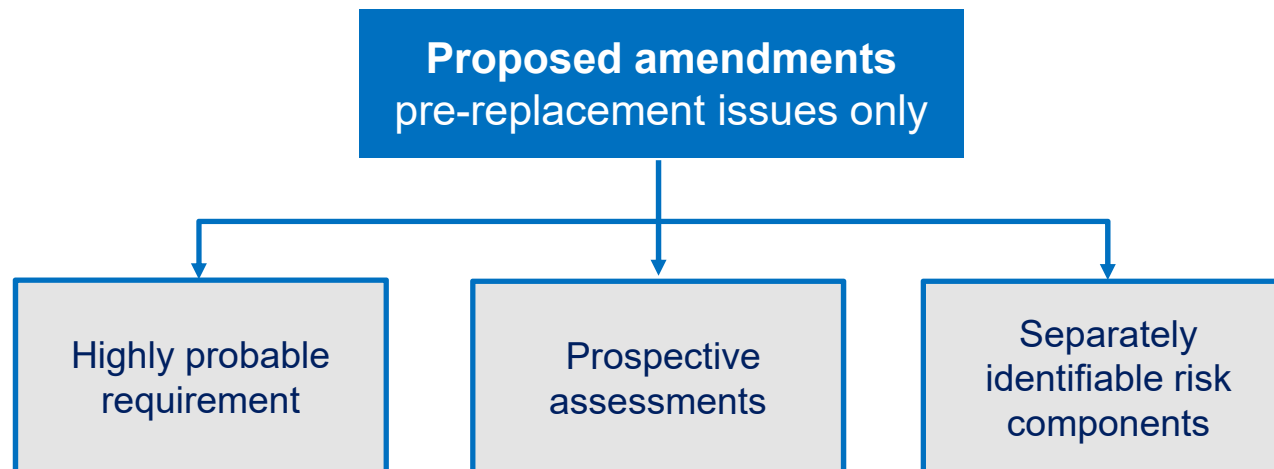 Proposed amendments
pre-replacement issues only
Highly probable
requirement
Prospective
assessments
Separately
identifiable risk
components